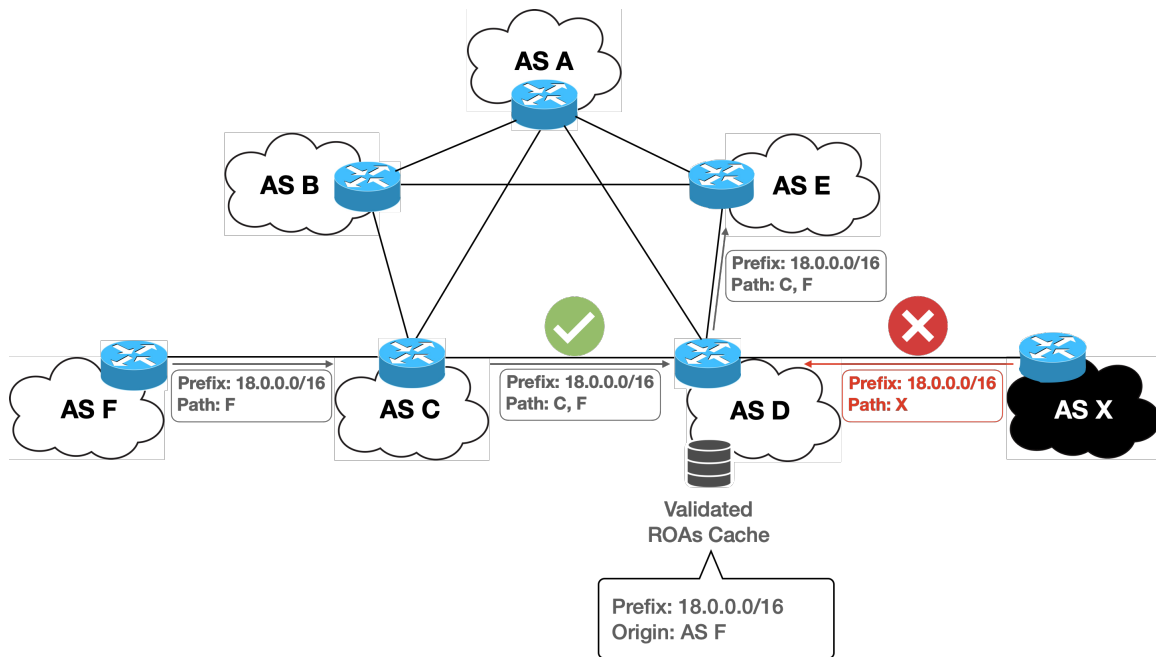 AS A
AS B
AS E
Prefix: 18.0.0.0/16
Path: C, F
Prefix: 18.0.0.0/16
Path: F
Prefix: 18.0.0.0/16
Path: C, F
Prefix: 18.0.0.0/16
Path: X
AS F
AS C
AS D
AS X
Validated
ROAs Cache
Prefix: 18.0.0.0/16
Origin: AS F